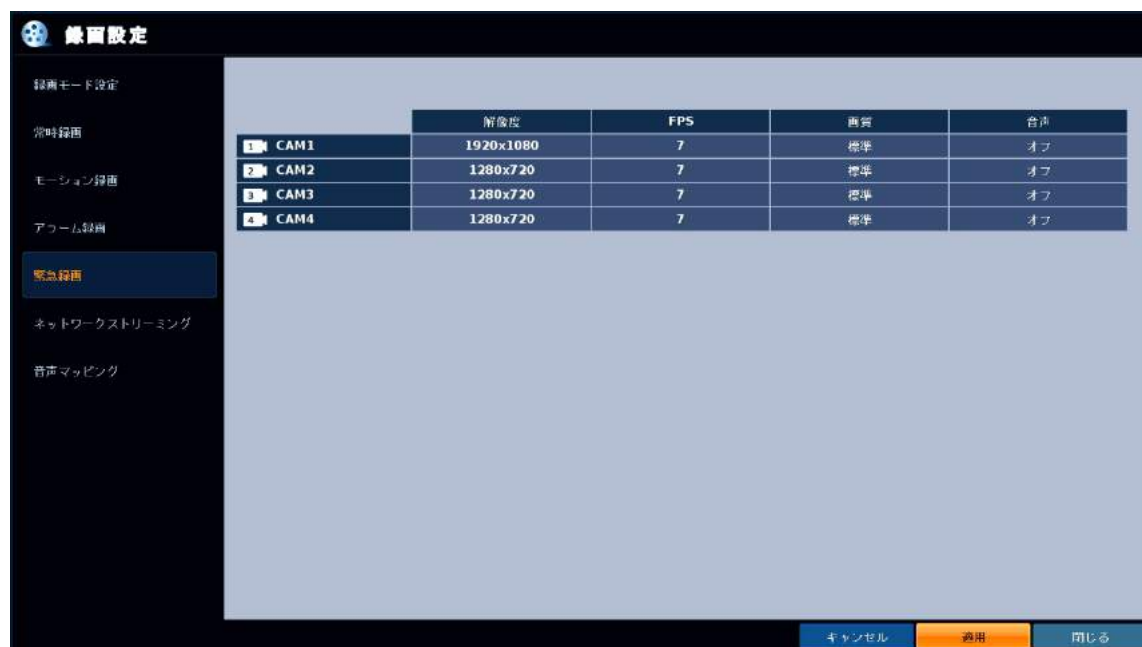 録画設定
録画モード設定
常時録画
モーション録画
アラーム録画
緊急録画
ネットワークストリーミング
音声マッピング
解像度 FPS 画質 音声
1 CAM1 1920x1080 7 標準 オフ
2 CAM2 1280x720 7 標準 オフ
3 CAM3 1280x720 7 標準 オフ
4 CAM4 1280x720 7 標準 オフ
キャンセル 適用 閉じる